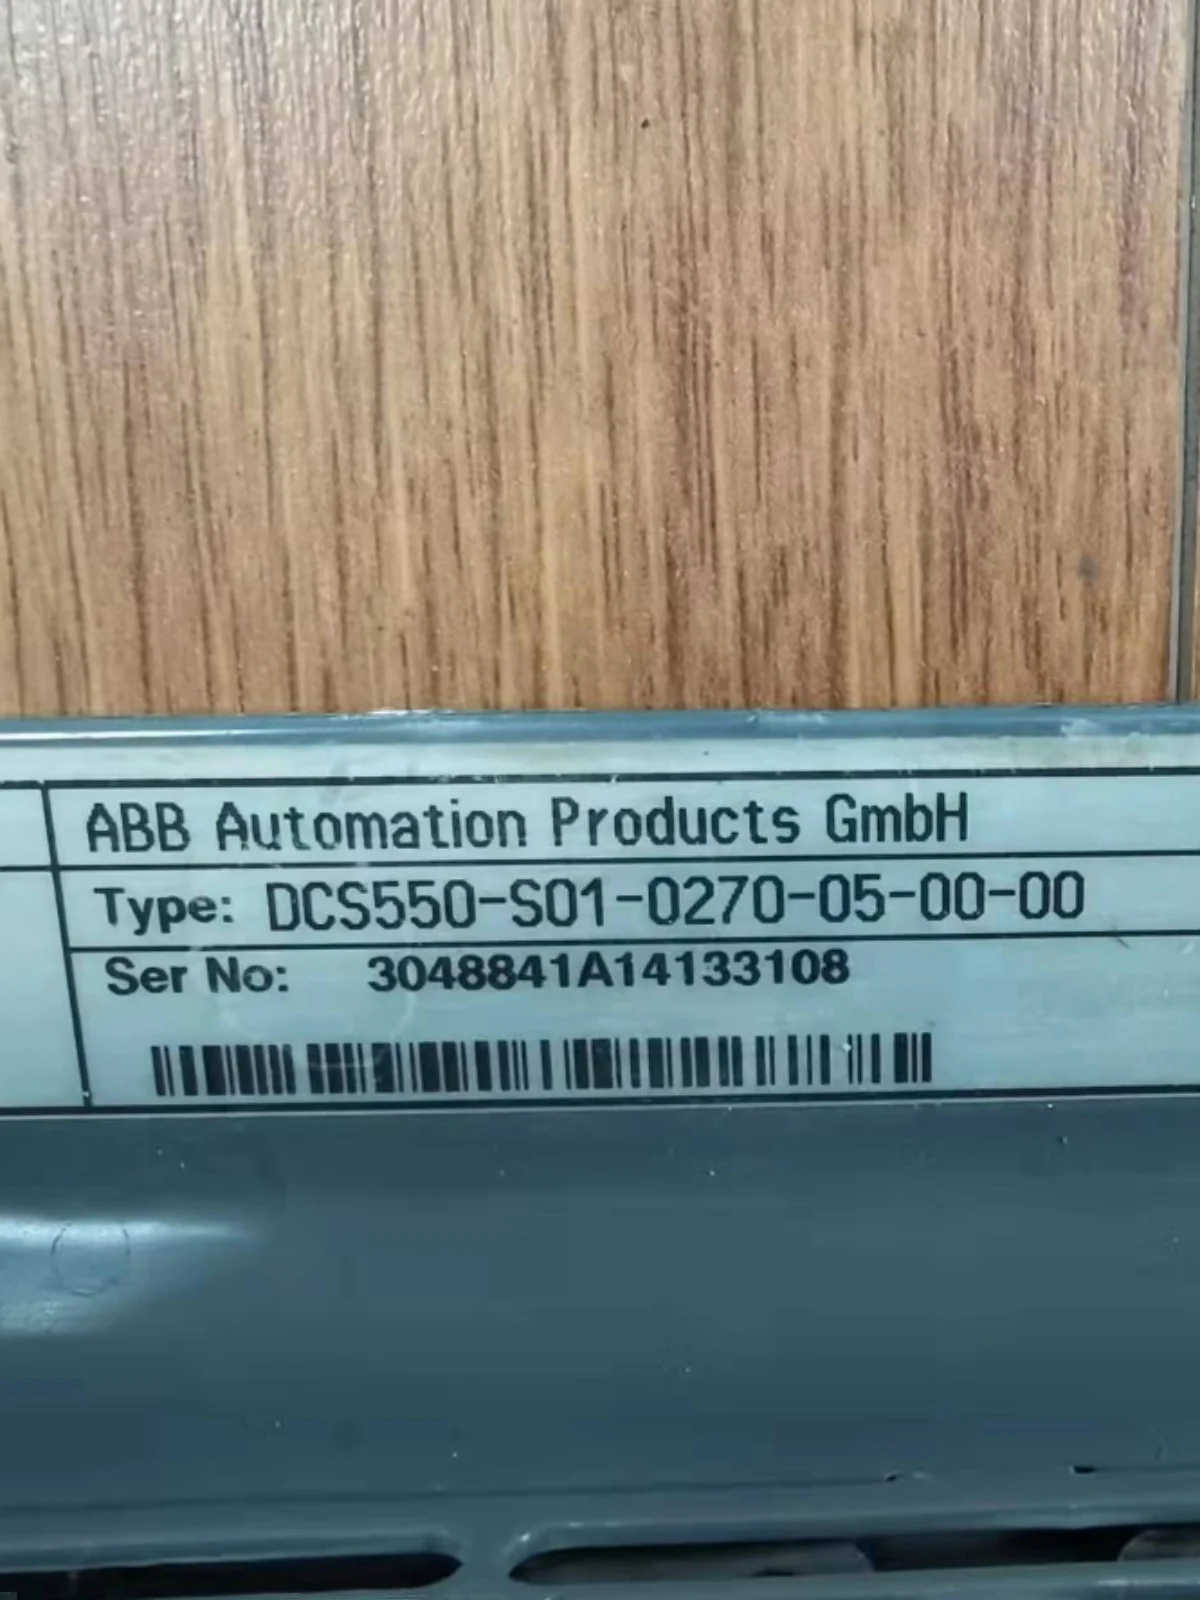 ABB Automation Products GmbH
Type: DCS550-S01-0270-05-00-00
Ser No: 3048841A14133108